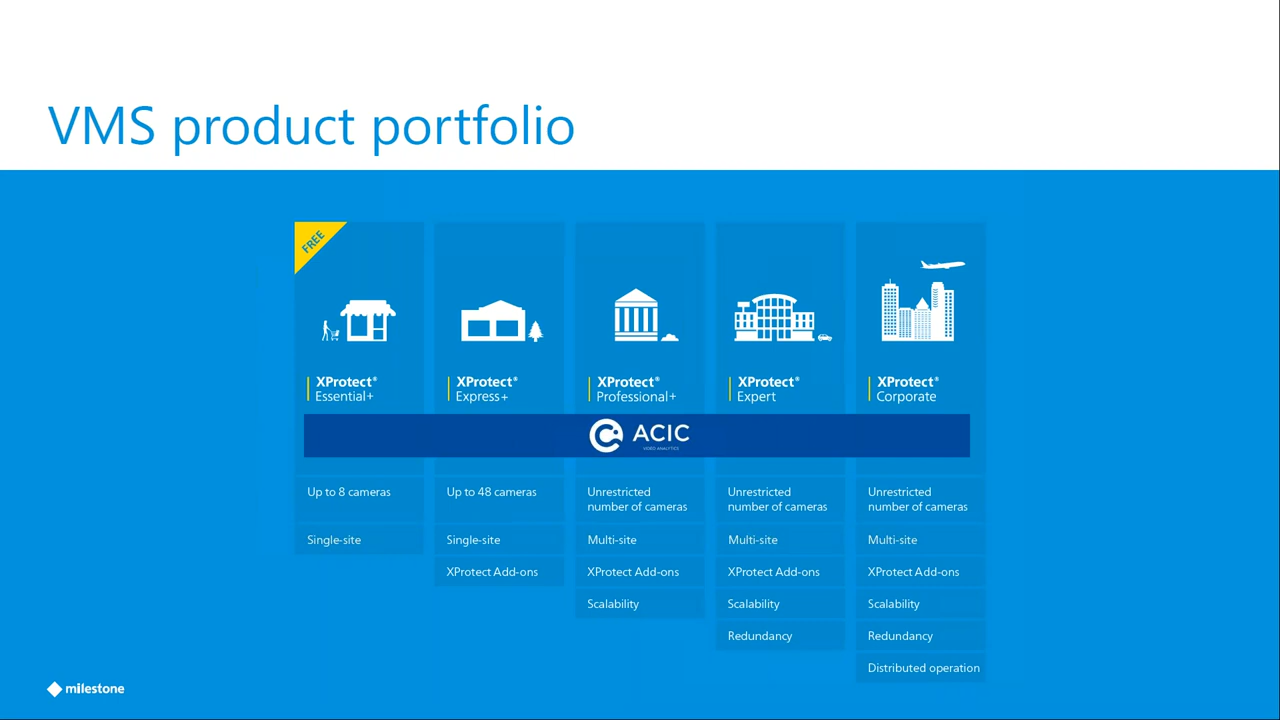 VMS product portfolio
FREE
XProtect®
Essential+
XProtect®
Express+
XProtect®
Professional+
XProtect®
Expert
XProtect®
Corporate
ACIC
VIDEO ANALYTICS
Up to 8 cameras
Single-site
Up to 48 cameras
Single-site
XProtect Add-ons
Unrestricted
number of cameras
Multi-site
XProtect Add-ons
Scalability
Unrestricted
number of cameras
Multi-site
XProtect Add-ons
Scalability
Redundancy
Unrestricted
number of cameras
Multi-site
XProtect Add-ons
Scalability
Redundancy
Distributed operation
milestone